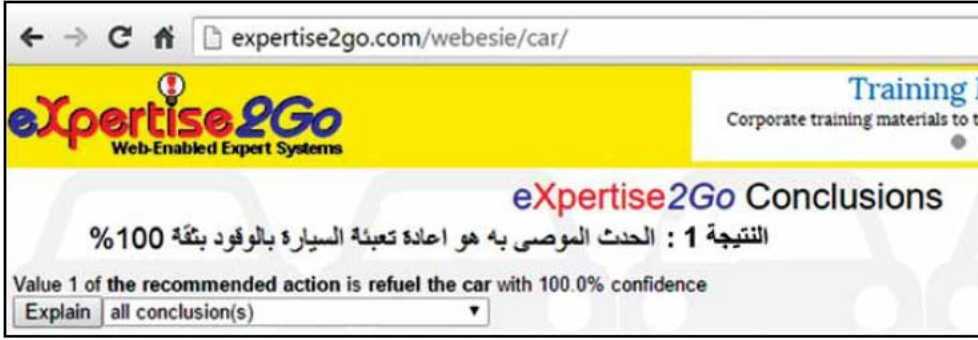 expertise2go.com/webesie/car/
eXpertise2Go
Web-Enabled Expert Systems
Training
Corporate training materials to
eXpertise2Go Conclusions
النتيجة 1 : الحدث الموصى به هو اعادة تعبئة السيارة بالوقود بثقة 100%
Value 1 of the recommended action is refuel the car with 100.0% confidence
Explain all conclusion(s)